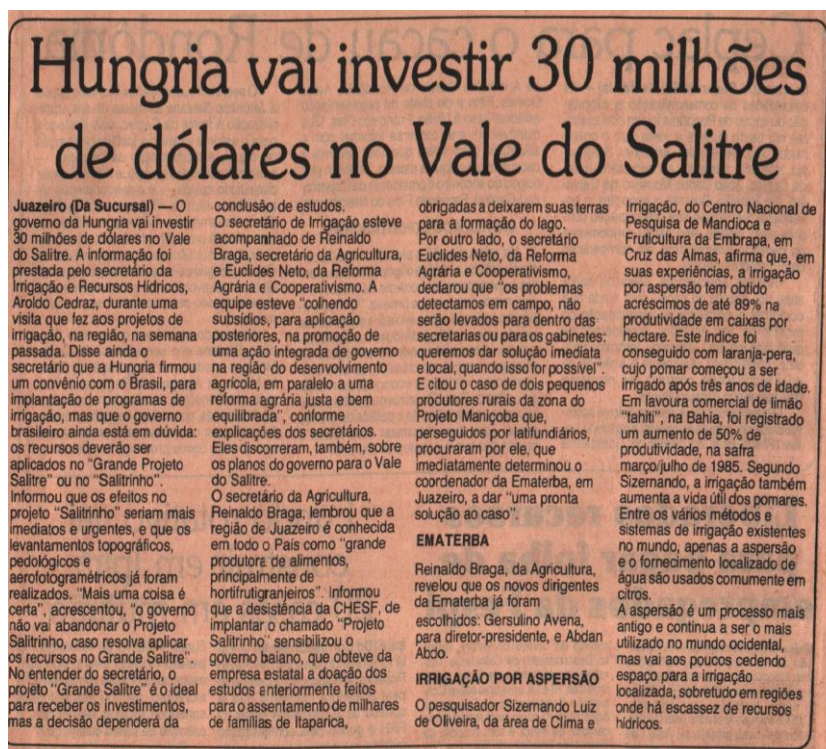 Hungria vai investir 30 milhões
de dólares no Vale do Salitre
Juazeiro (Da Sucursal) — O
governo da Hungria vai investir
30 milhões de dólares no Vale
do Salitre. A informação foi
prestada pelo secretário da
Irrigação e Recursos Hídricos,
Aroldo Cedraz, durante uma
visita que fez aos projetos de
irrigação, na região, na semana
passada. Disse ainda o
secretário que a Hungria firmou
um convênio com o Brasil, para
implantação de programas de
irrigação, mas que o governo
brasileiro ainda está em dúvida:
os recursos deverão ser
aplicados no "Grande Projeto
Salitre" ou no "Salitrinho".
Informou que os efeitos no
projeto "Salitrinho" seriam mais
imediatos e urgentes, e que os
levantamentos topográficos,
pedológicos e
aerofotogramétricos já foram
realizados. "Mais uma coisa é
certa", acrescentou, "o governo
não vai abandonar o Projeto
Salitrinho, caso resolva aplicar
os recursos no Grande Salitre".
No entender do secretário, o
projeto "Grande Salitre" é o ideal
para receber os investimentos,
mas a decisão dependerá da
conclusão de estudos.
O secretário de Irrigação esteve
acompanhado de Reinaldo
Braga, secretário da Agricultura,
e Euclides Neto, da Reforma
Agrária e Cooperativismo. A
equipe esteve "colhendo
subsídios, para aplicação
posteriores, na promoção de
uma ação integrada de governo
na região do desenvolvimento
agrícola, em paralelo a uma
reforma agrária justa e bem
equilibrada", conforme
explicações dos secretários.
Eles discorreram, também, sobre
os planos do governo para o Vale
do Salitre.
O secretário da Agricultura,
Reinaldo Braga, lembrou que a
região de Juazeiro é conhecida
em todo o País como "grande
produtora de alimentos,
principalmente de
hortifrutigranjeiros". Informou
que a desistência da CHESF, de
implantar o chamado "Projeto
Salitrinho" sensibilizou o
governo baiano, que obteve da
empresa estatal a doação dos
estudos anteriormente feitos
para o assentamento de milhares
de famílias de Itaparica,
obrigadas a deixarem suas terras
para a formação do lago.
Por outro lado, o secretário
Euclides Neto, da Reforma
Agrária e Cooperativismo,
declarou que "os problemas
detectamos em campo, não
serão levados para dentro das
secretarias ou para os gabinetes:
queremos dar solução imediata
e local, quando isso for possível".
E citou o caso de dois pequenos
produtores rurais da zona do
Projeto Maniçoba que,
perseguidos por latifundiários,
procuraram por ele, que
imediatamente determinou o
coordenador da Ematerba, em
Juazeiro, a dar "uma pronta
solução ao caso".
EMATERBA
Reinaldo Braga, da Agricultura,
revelou que os novos dirigentes
da Ematerba já foram
escolhidos: Gersulino Avena,
para diretor-presidente, e Abdan
Abdo.
IRRIGAÇÃO POR ASPERSÃO
O pesquisador Sizernando Luiz
de Oliveira, da área de Clima e
Irrigação, do Centro Nacional de
Pesquisa de Mandioca e
Fruticultura da Embrapa, em
Cruz das Almas, afirma que, em
suas experiências, a irrigação
por aspersão tem obtido
acréscimos de até 89% na
produtividade em caixas por
hectare. Este índice foi
conseguido com laranja-pera,
cujo pomar começou a ser
irrigado após três anos de idade.
Em lavoura comercial de limão
"tahiti", na Bahia, foi registrado
um aumento de 50% de
produtividade, na safra
março/julho de 1985. Segundo
Sizernando, a irrigação também
aumenta a vida útil dos pomares.
Entre os vários métodos e
sistemas de irrigação existentes
no mundo, apenas a aspersão
e o fornecimento localizado de
água são usados comumente em
citros.
A aspersão é um processo mais
antigo e continua a ser o mais
utilizado no mundo ocidental,
mas vai aos poucos cedendo
espaço para a irrigação
localizada, sobretudo em regiões
onde há escassez de recursos
hídricos.